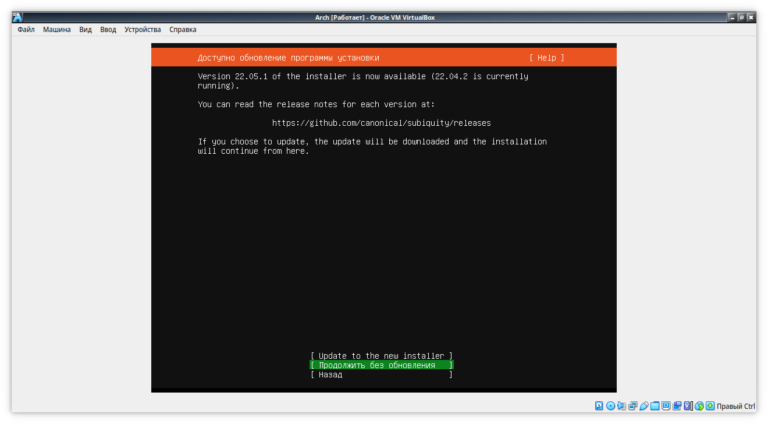 Arch [Работает] - Oracle VM VirtualBox
Файл Машина Вид Ввод Устройства Справка
Доступно обновление программы установки [ Help ]
Version 22.05.1 of the installer is now available (22.04.2 is currently
running).
You can read the release notes for each version at:
https://github.com/canonical/subiquity/releases
If you choose to update, the update will be downloaded and the installation
will continue from here.
[ Update to the new installer ]
[ Продолжить без обновления ]
[ Назад ]
Правый Ctrl